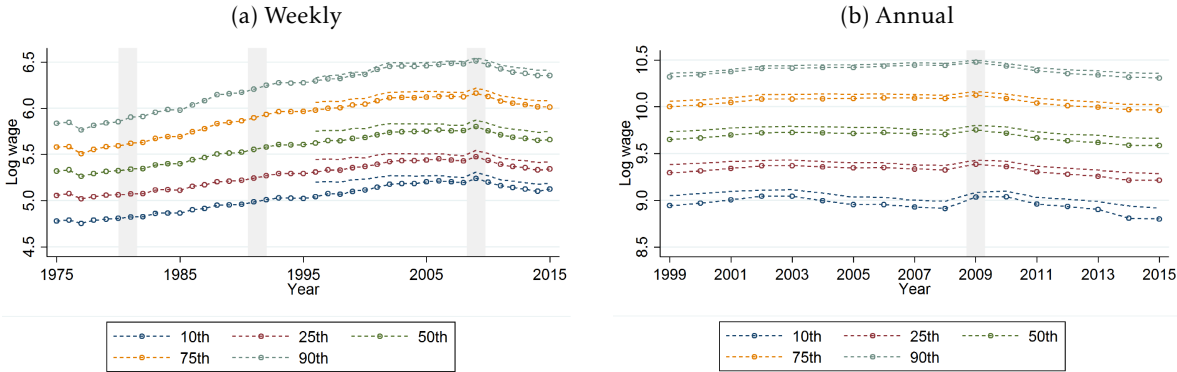 (a) Weekly
Log wage
6.5
6.0
5.5
5.0
4.5
1975 1985 1995 2005 2015
Year
10th 25th 50th
75th 90th
(b) Annual
Log wage
10.5
10.0
9.5
9.0
8.5
1999 2001 2003 2005 2007 2009 2011 2013 2015
Year
10th 25th 50th
75th 90th